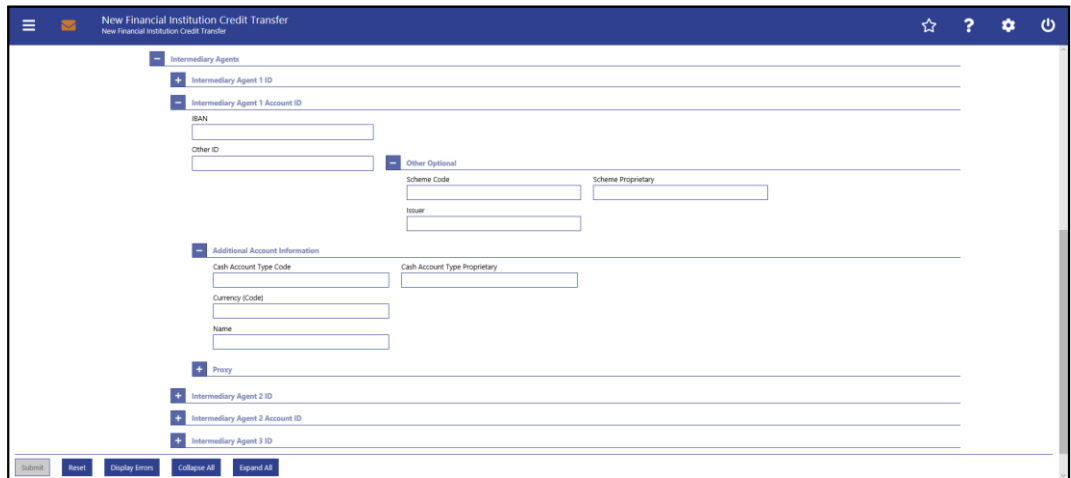 New Financial Institution Credit Transfer
New Financial Institution Credit Transfer
?
Intermediary Agents
Intermediary Agent 1 ID
Intermediary Agent 1 Account ID
IBAN
Other ID
Other Optional
Scheme Code
Scheme Proprietary
Issuer
Additional Account Information
Cash Account Type Code
Cash Account Type Proprietary
Currency (Code)
Name
Proxy
Intermediary Agent 2 ID
Intermediary Agent 2 Account ID
Intermediary Agent 3 ID
Submit
Reset
Display Errors
Collapse All
Expand All